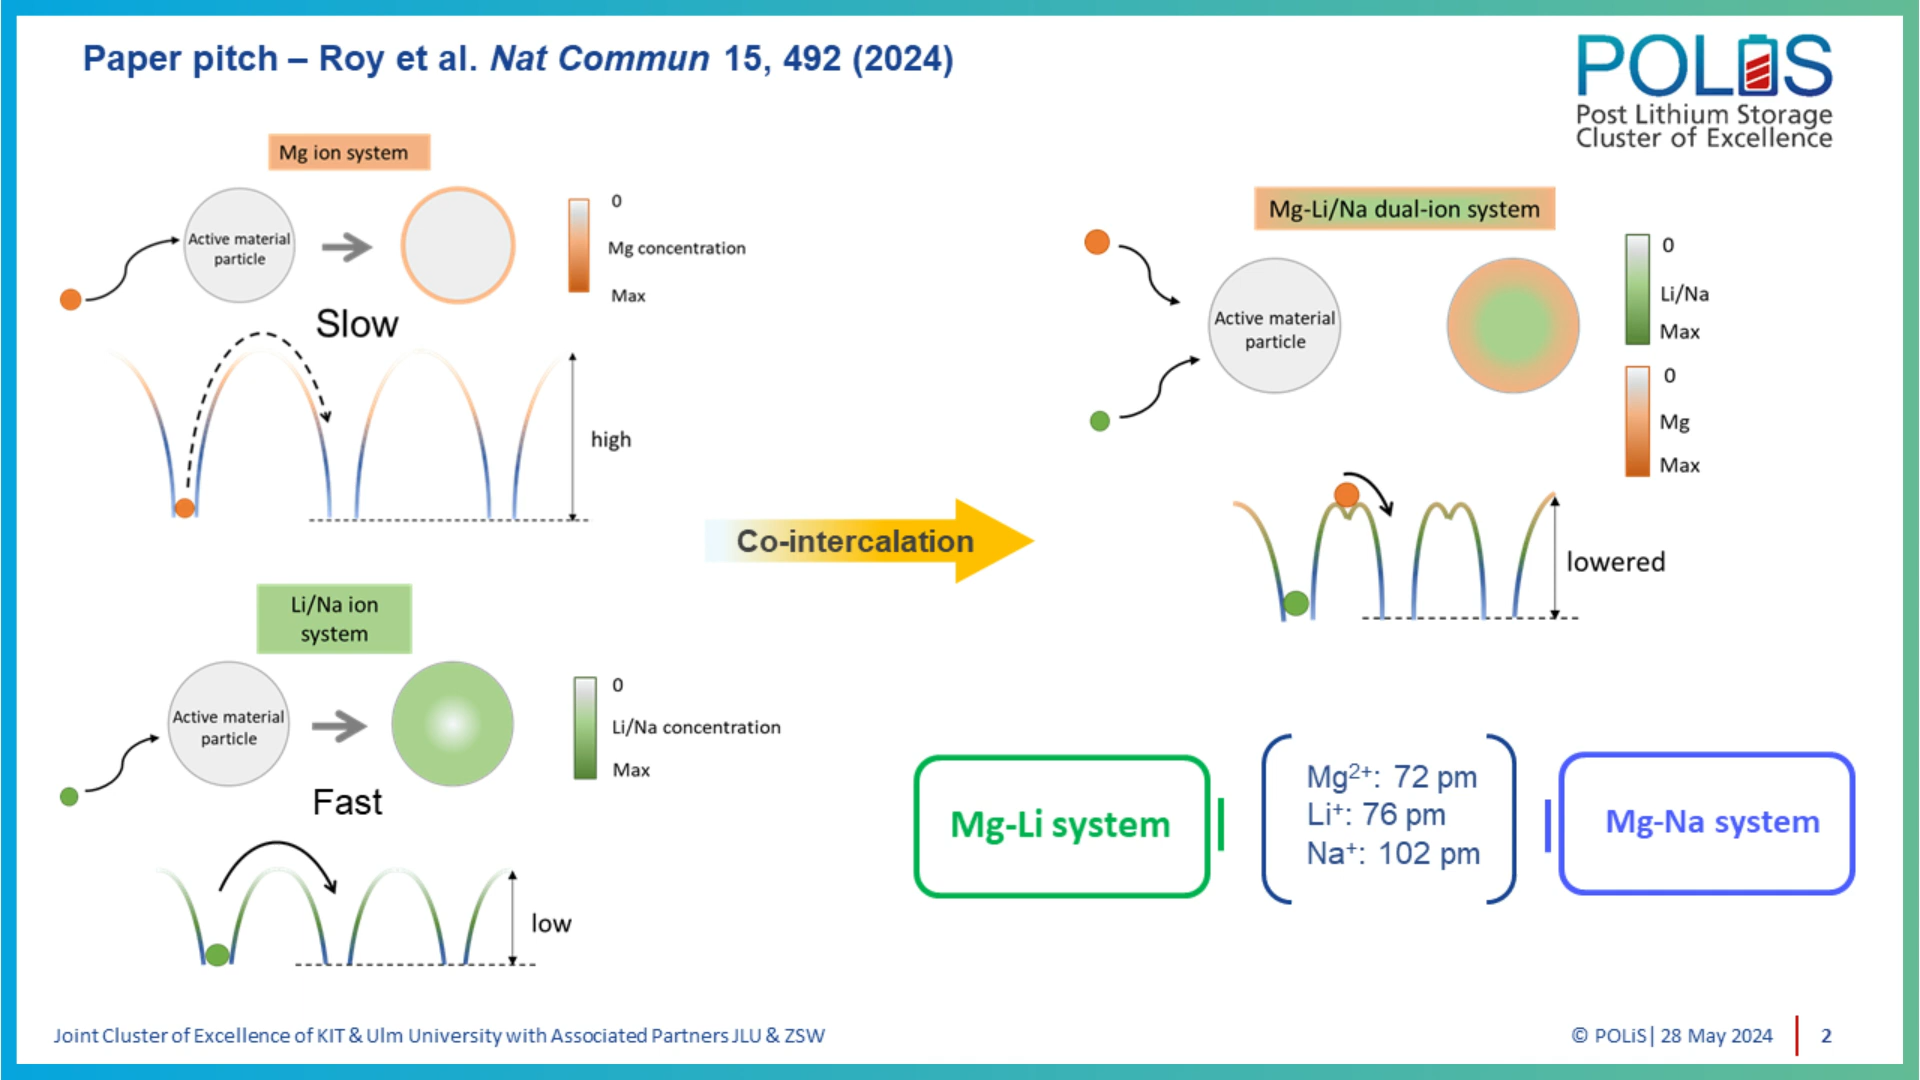 Paper pitch – Roy et al. Nat Commun 15, 492 (2024)
POLiS
Post Lithium Storage
Cluster of Excellence
Mg ion system
Active material
particle
0
Mg concentration
Max
Slow
high
Li/Na ion
system
Active material
particle
0
Li/Na concentration
Max
Fast
low
Co-intercalation
Mg-Li/Na dual-ion system
Active material
particle
0
Li/Na
Max
0
Mg
Max
lowered
Mg-Li system
Mg²⁺: 72 pm
Li⁺: 76 pm
Na⁺: 102 pm
Mg-Na system
Joint Cluster of Excellence of KIT & Ulm University with Associated Partners JLU & ZSW
© POLiS| 28 May 2024
2